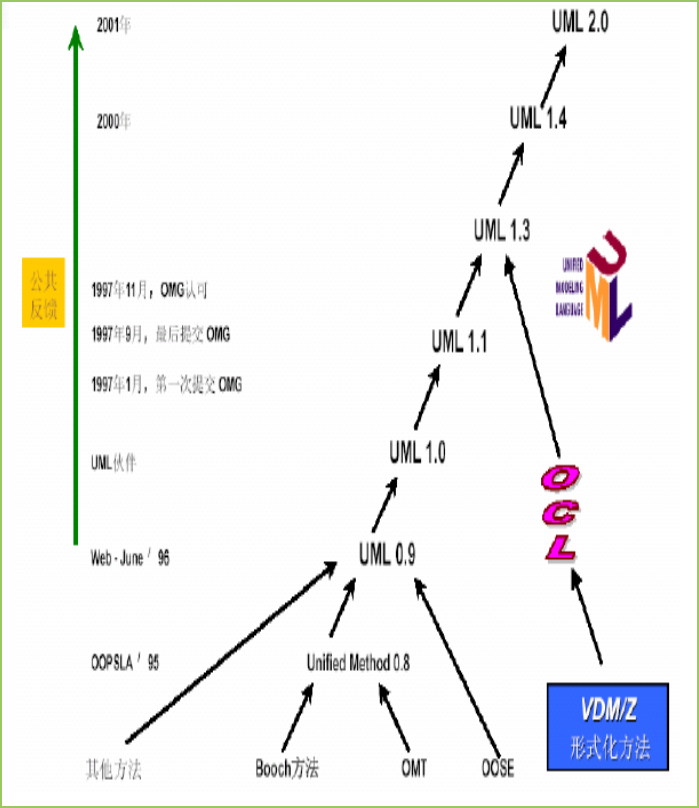 2001年
UML 2.0
2000年
UML 1.4
UML 1.3
公共
反馈
UNIFIED
MODELING
LANGUAGE
UML
1997年11月，OMG认可
1997年9月，最后提交 OMG
UML 1.1
1997年1月，第一次提交 OMG
UML伙伴
UML 1.0
OCL
Web - June ' 96
UML 0.9
OOPSLA ' 95
Unified Method 0.8
VDM/Z
形式化方法
其他方法
Booch方法
OMT
OOSE